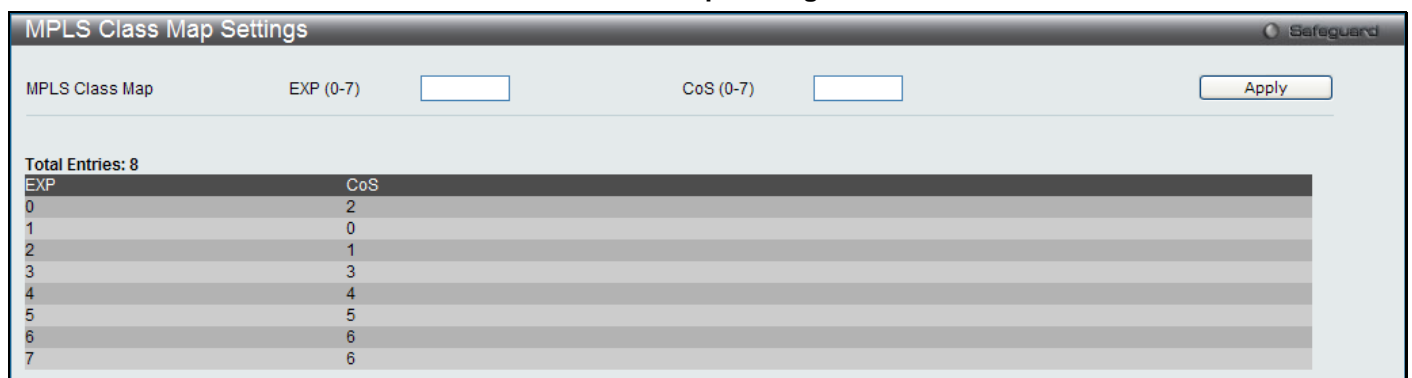 MPLS Class Map Settings
Safeguard
MPLS Class Map EXP (0-7) CoS (0-7) Apply
Total Entries: 8
EXP CoS
0 2
1 0
2 1
3 3
4 4
5 5
6 6
7 6